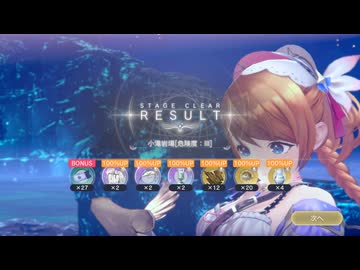 STAGE CLEAR
RESULT
小滝岩場[危険度：III]
BONUS 100%UP 100%UP 100%UP 100%UP 100%UP 100%UP
×27 ×2 ×2 ×2 ×12 ×20 ×4
次へ